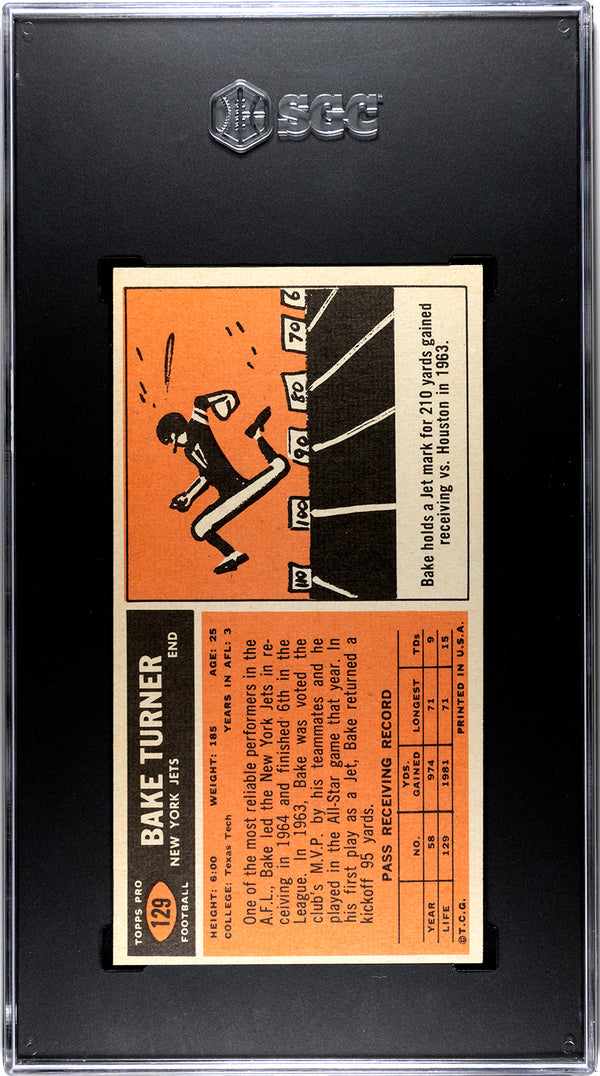 SGC
TOPPS PRO
129
FOOTBALL
BAKE TURNER
NEW YORK JETS END
HEIGHT: 6:00 WEIGHT: 185 AGE: 25
COLLEGE: Texas Tech YEARS IN AFL: 3
One of the most reliable performers in the
A.F.L., Bake led the New York Jets in re-
ceiving in 1964 and finished 6th in the
League. In 1963, Bake was voted the
club's M.V.P. by his teammates and he
played in the All-Star game that year. In
his first play as a Jet, Bake returned a
kickoff 95 yards.
PASS RECEIVING RECORD
NO. YDS. GAINED LONGEST TDs
YEAR 58 974 71 9
LIFE 129 1981 71 15
©T.C.G. PRINTED IN U.S.A.
110 100 90 80 70 6
Bake holds a Jet mark for 210 yards gained
receiving vs. Houston in 1963.